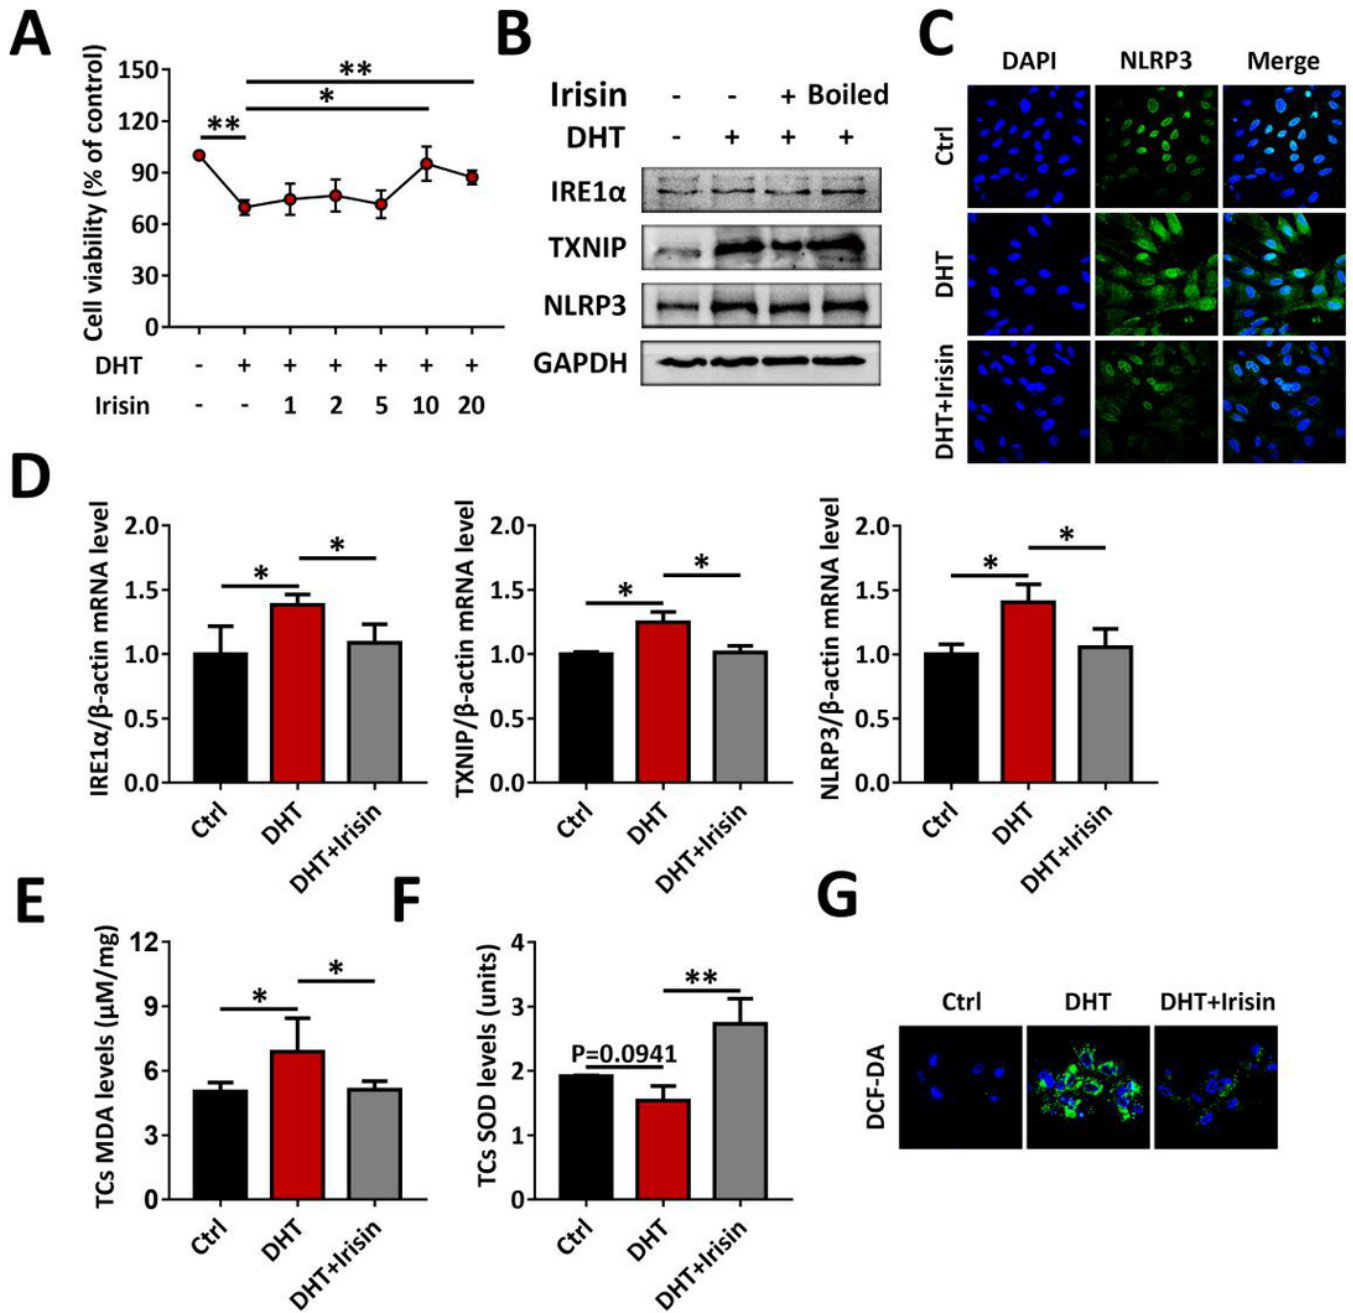 A
Cell viability (% of control)
150
120
90
60
30
0
**
*
**
DHT - + + + + + +
Irisin - - 1 2 5 10 20
B
Irisin - - + Boiled
DHT - + + +
IRE1α
TXNIP
NLRP3
GAPDH
C
DAPI NLRP3 Merge
Ctrl
DHT
DHT+Irisin
D
IRE1α/β-actin mRNA level
2.0
1.5
1.0
0.5
0.0
*
*
Ctrl
DHT
DHT+Irisin
TXNIP/β-actin mRNA level
2.0
1.5
1.0
0.5
0.0
*
*
Ctrl
DHT
DHT+Irisin
NLRP3/β-actin mRNA level
2.0
1.5
1.0
0.5
0.0
*
*
Ctrl
DHT
DHT+Irisin
E
TCs MDA levels (μM/mg)
12
9
6
3
0
*
*
Ctrl
DHT
DHT+Irisin
F
TCs SOD levels (units)
4
3
2
1
0
P=0.0941
**
Ctrl
DHT
DHT+Irisin
G
Ctrl DHT DHT+Irisin
DCF-DA